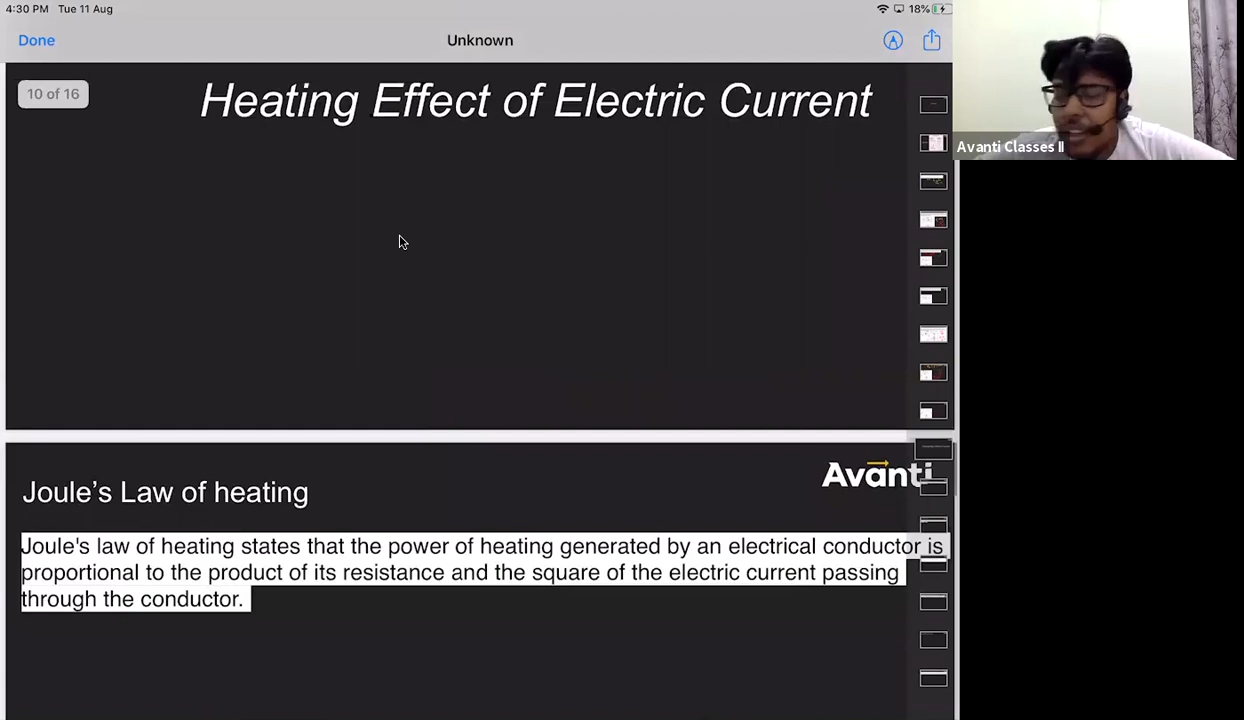 4:30 PM Tue 11 Aug
18%
Done
Unknown
10 of 16
Heating Effect of Electric Current
Avanti Classes II
Avanti
Joule’s Law of heating
Joule's law of heating states that the power of heating generated by an electrical conductor is
proportional to the product of its resistance and the square of the electric current passing
through the conductor.